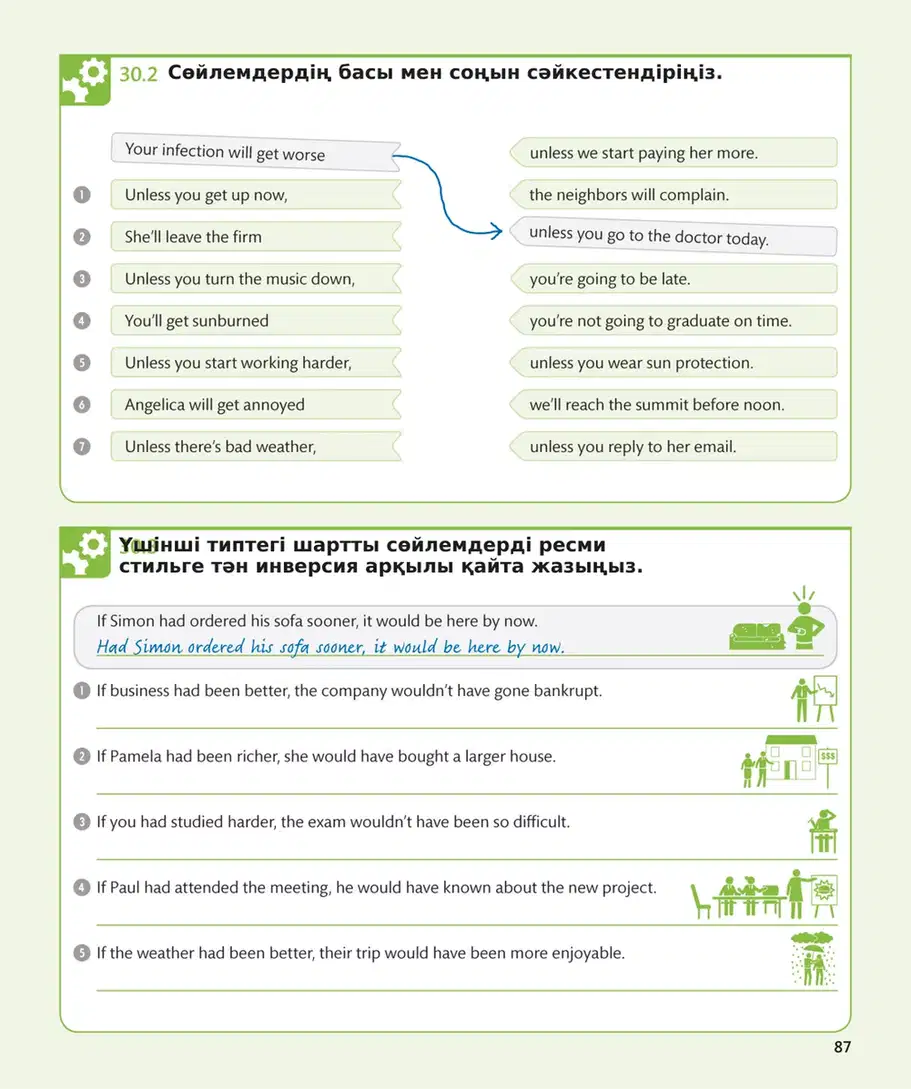 30.2 Сөйлемдердің басы мен соңын сәйкестендіріңіз.
Your infection will get worse
1 Unless you get up now,
2 She'll leave the firm
3 Unless you turn the music down,
4 You'll get sunburned
5 Unless you start working harder,
6 Angelica will get annoyed
7 Unless there's bad weather,
unless we start paying her more.
the neighbors will complain.
unless you go to the doctor today.
you're going to be late.
you're not going to graduate on time.
unless you wear sun protection.
we'll reach the summit before noon.
unless you reply to her email.
Үшінші типтегі шартты сөйлемдерді ресми
стильге тән инверсия арқылы қайта жазыңыз.
If Simon had ordered his sofa sooner, it would be here by now.
Had Simon ordered his sofa sooner, it would be here by now.
1 If business had been better, the company wouldn't have gone bankrupt.
2 If Pamela had been richer, she would have bought a larger house.
$$$
3 If you had studied harder, the exam wouldn't have been so difficult.
4 If Paul had attended the meeting, he would have known about the new project.
5 If the weather had been better, their trip would have been more enjoyable.
87